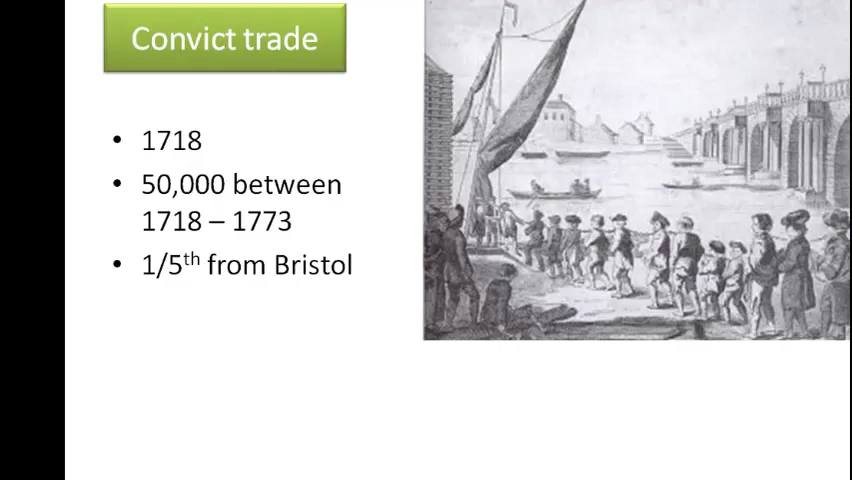 Convict trade
• 1718
• 50,000 between
1718 – 1773
• 1/5th from Bristol